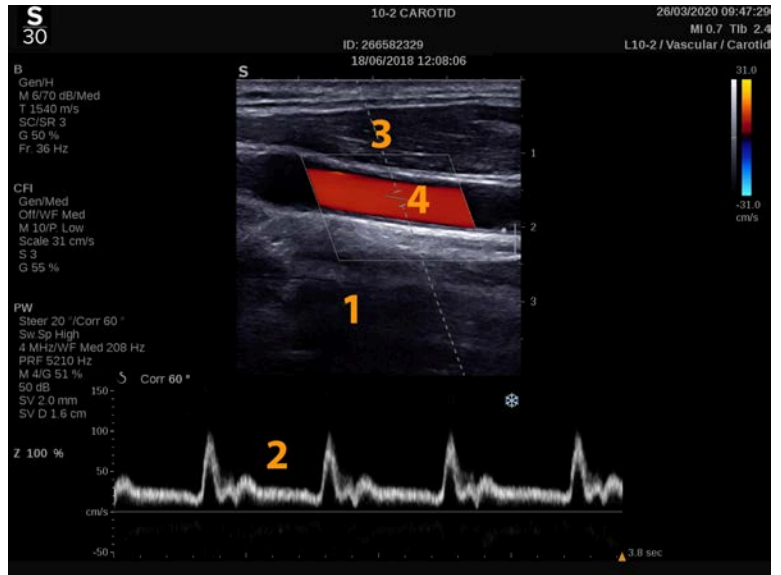 S
30
10-2 CAROTID
26/03/2020 09:47:29
MI 0.7 TIb 2.4
ID: 266582329
L10-2 / Vascular / Carotid
18/06/2018 12:08:06
B
Gen/H
M 6/70 dB/Med
T 1540 m/s
SC/SR 3
G 50 %
Fr. 36 Hz
CFI
Gen/Med
Off/WF Med
M 10/P. Low
Scale 31 cm/s
S 3
G 55 %
PW
Steer 20 °/Corr 60 °
Sw.Sp High
4 MHz/WF Med 208 Hz
PRF 5210 Hz
M 4/G 51 %
50 dB
SV 2.0 mm
SV D 1.6 cm
Z 100 %
S
3
4
1
1
2
3
31.0
-31.0
cm/s
Corr 60 °
150
100
50
cm/s
-50
2
3.8 sec